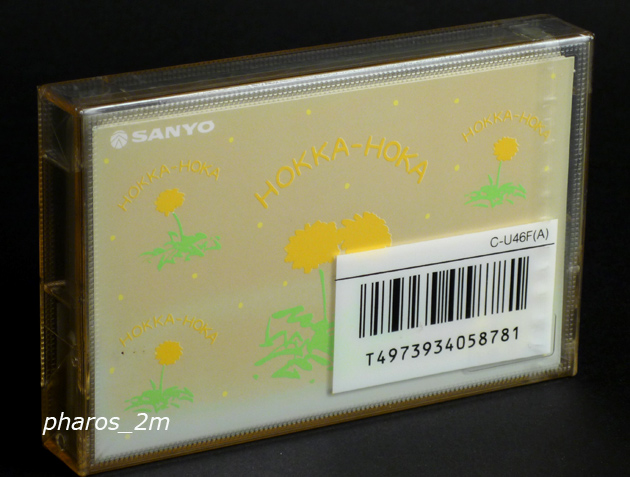 SANYO
HOKKA-HOKA
HOKKA-HOKA
HOKKA-HOKA
HOKKA-HOKA
C-U46F(A)
T4973934058781
pharos_2m